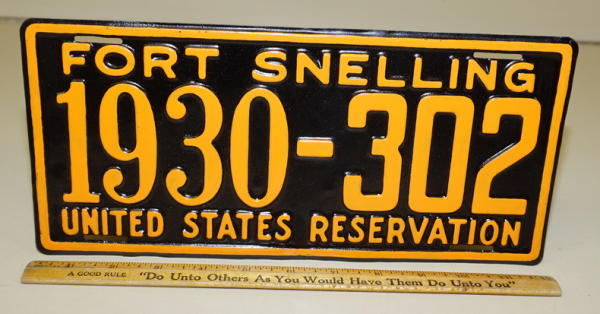 FORT SNELLING
1930-302
UNITED STATES RESERVATION
A GOOD RULE "Do Unto Others As You Would Have Them Do Unto You"